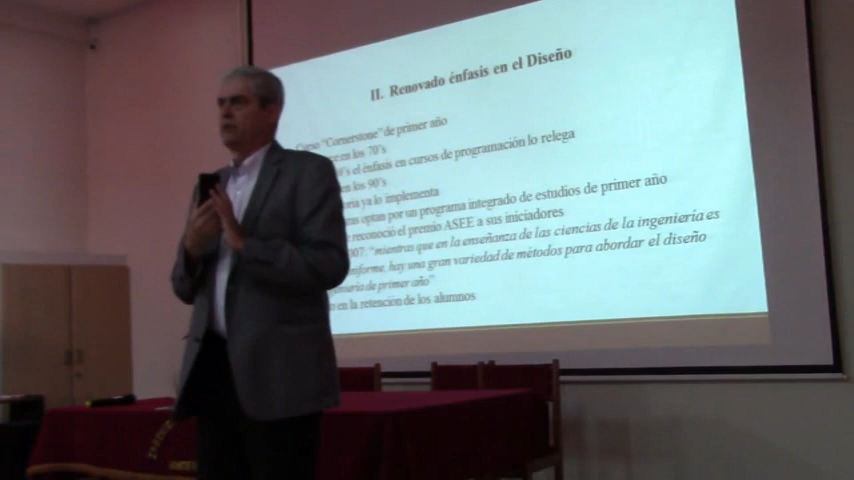 II. Renovado énfasis en el Diseño
Curso "Cornerstone" de primer año
en los 70's
el énfasis en cursos de programación lo relega
en los 90's
ya lo implementa
optan por un programa integrado de estudios de primer año
reconoció el premio ASEE a sus iniciadores
2007: "mientras que en la enseñanza de las ciencias de la ingeniería es
hay una gran variedad de métodos para abordar el diseño
de primer año"
en la retención de los alumnos